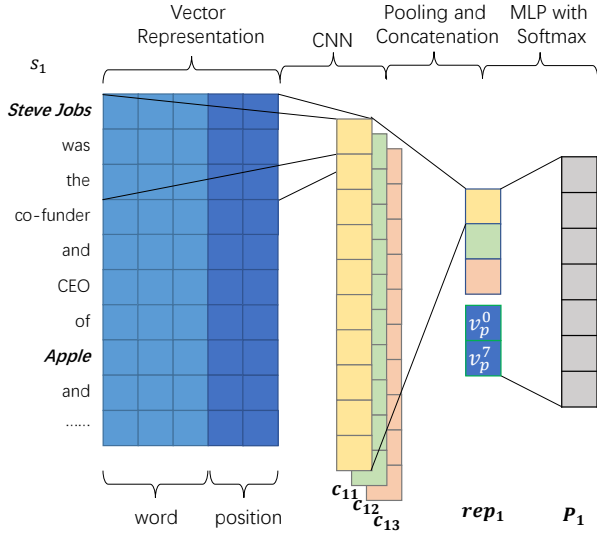 Vector
Representation
CNN
Pooling and
Concatenation
MLP with
Softmax
s₁
Steve Jobs
was
the
co-funder
and
CEO
of
Apple
and
......
word
position
c₁₁
c₁₂
c₁₃
v_p^0
v_p^7
rep₁
P₁